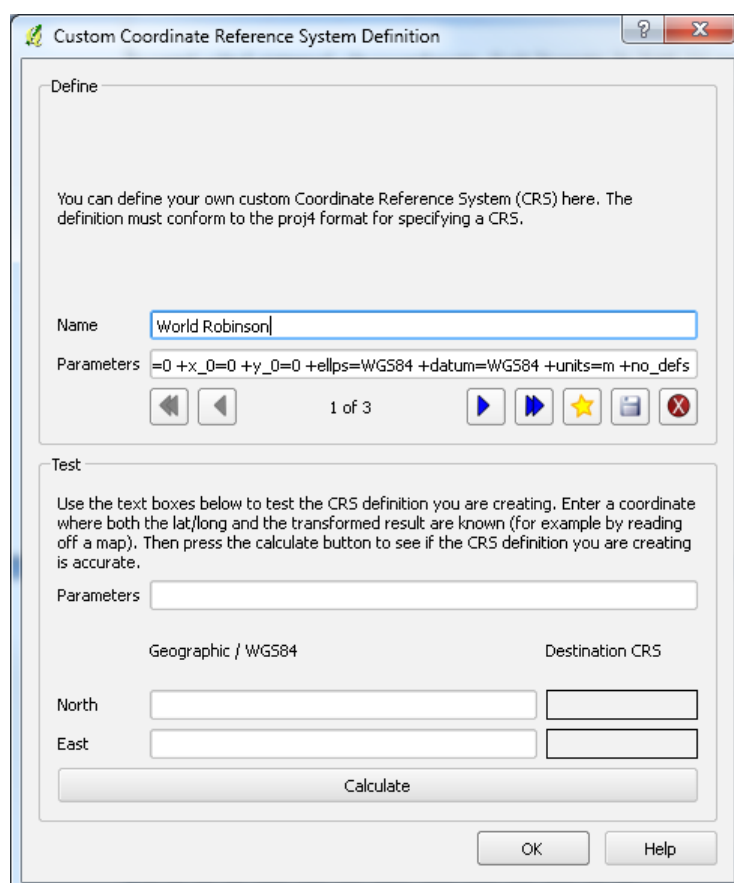 Custom Coordinate Reference System Definition
Define
You can define your own custom Coordinate Reference System (CRS) here. The
definition must conform to the proj4 format for specifying a CRS.
Name World Robinson
Parameters =0 +x_0=0 +y_0=0 +ellps=WGS84 +datum=WGS84 +units=m +no_defs
1 of 3
Test
Use the text boxes below to test the CRS definition you are creating. Enter a coordinate
where both the lat/long and the transformed result are known (for example by reading
off a map). Then press the calculate button to see if the CRS definition you are creating
is accurate.
Parameters
Geographic / WGS84 Destination CRS
North
East
Calculate
OK Help